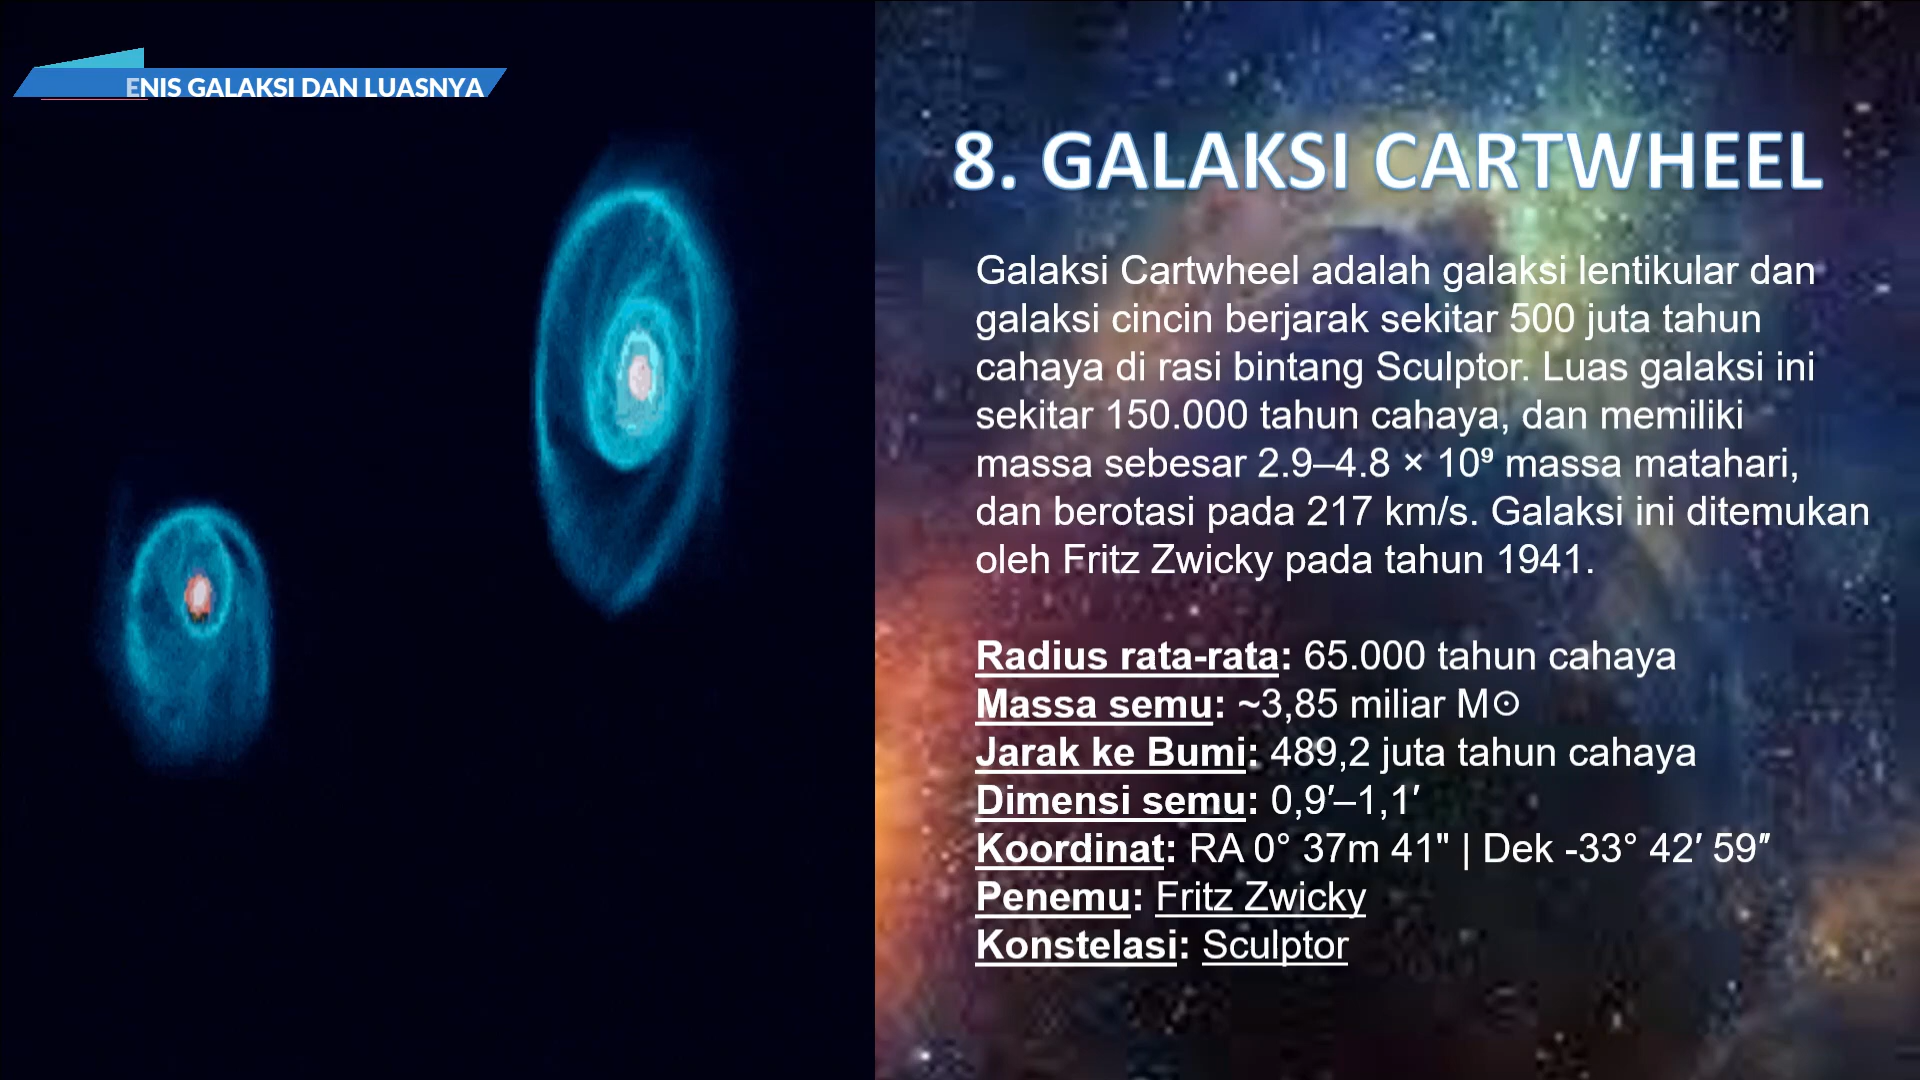 ENIS GALAKSI DAN LUASNYA
8. GALAKSI CARTWHEEL
Galaksi Cartwheel adalah galaksi lentikular dan
galaksi cincin berjarak sekitar 500 juta tahun
cahaya di rasi bintang Sculptor. Luas galaksi ini
sekitar 150.000 tahun cahaya, dan memiliki
massa sebesar 2.9–4.8 × 10⁹ massa matahari,
dan berotasi pada 217 km/s. Galaksi ini ditemukan
oleh Fritz Zwicky pada tahun 1941.
Radius rata-rata: 65.000 tahun cahaya
Massa semu: ~3,85 miliar M☉
Jarak ke Bumi: 489,2 juta tahun cahaya
Dimensi semu: 0,9′–1,1′
Koordinat: RA 0° 37m 41" | Dek -33° 42′ 59″
Penemu: Fritz Zwicky
Konstelasi: Sculptor